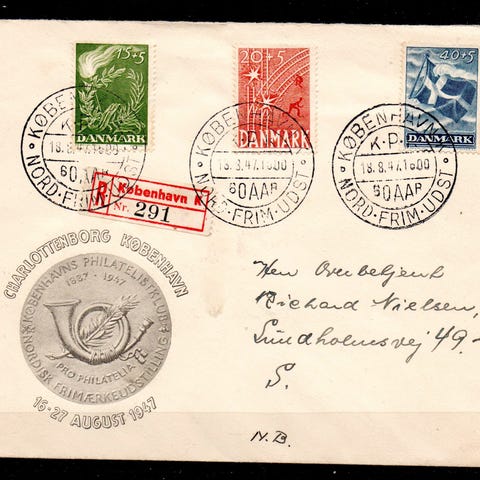 15+5
DANMARK
20+5
DANMARK
40+5
DANMARK
KØBENHAVN
K·P·K
18.8.47.1600
60 AAR
NORD·FRIM·UDST
KØBENHAVN
K·P·K
18.8.47.1600
60 AAR
NORD·FRIM·UDST
KØBENHAVN
K·P·K
18.8.47.1600
60 AAR
NORD·FRIM·UDST
R
København K
Nr. 291
CHARLOTTENBORG KØBENHAVN
KØBENHAVNS PHILATELISTKLUB
1887 · 1947
PRO PHILATELIA
NORDISK FRIMÆRKEUDSTILLING
16-27 AUGUST 1947
Herr
Richard Nielsen,
Sundholmsvej 49
S.
N.B.